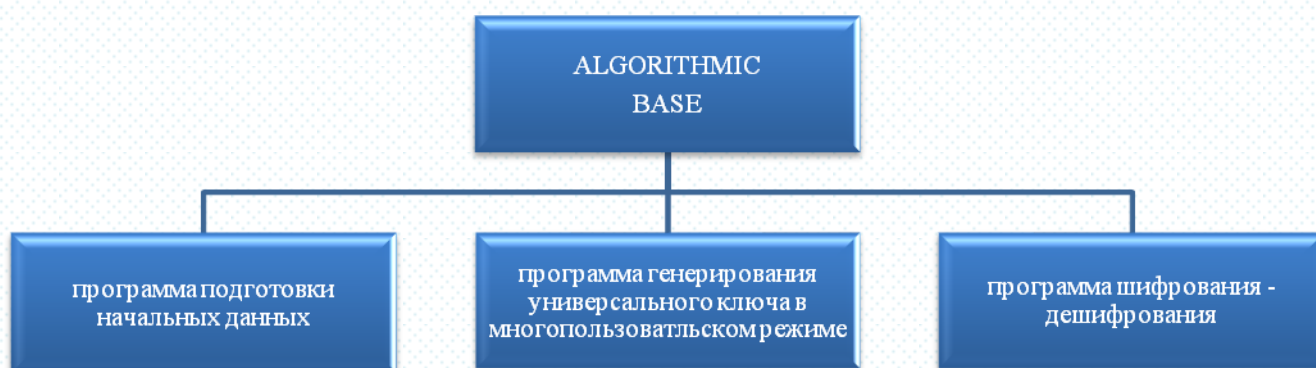 ALGORITHMIC
BASE
программа подготовки
начальных данных
программа генерирования
универсального ключа в
многопользоватльском режиме
программа шифрования -
дешифрования